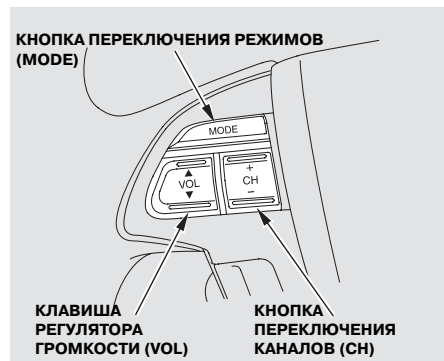 КНОПКА ПЕРЕКЛЮЧЕНИЯ РЕЖИМОВ
(MODE)
MODE
▲
VOL
▼
+
CH
−
КЛАВИША
РЕГУЛЯТОРА
ГРОМКОСТИ (VOL)
КНОПКА
ПЕРЕКЛЮЧЕНИЯ
КАНАЛОВ (CH)